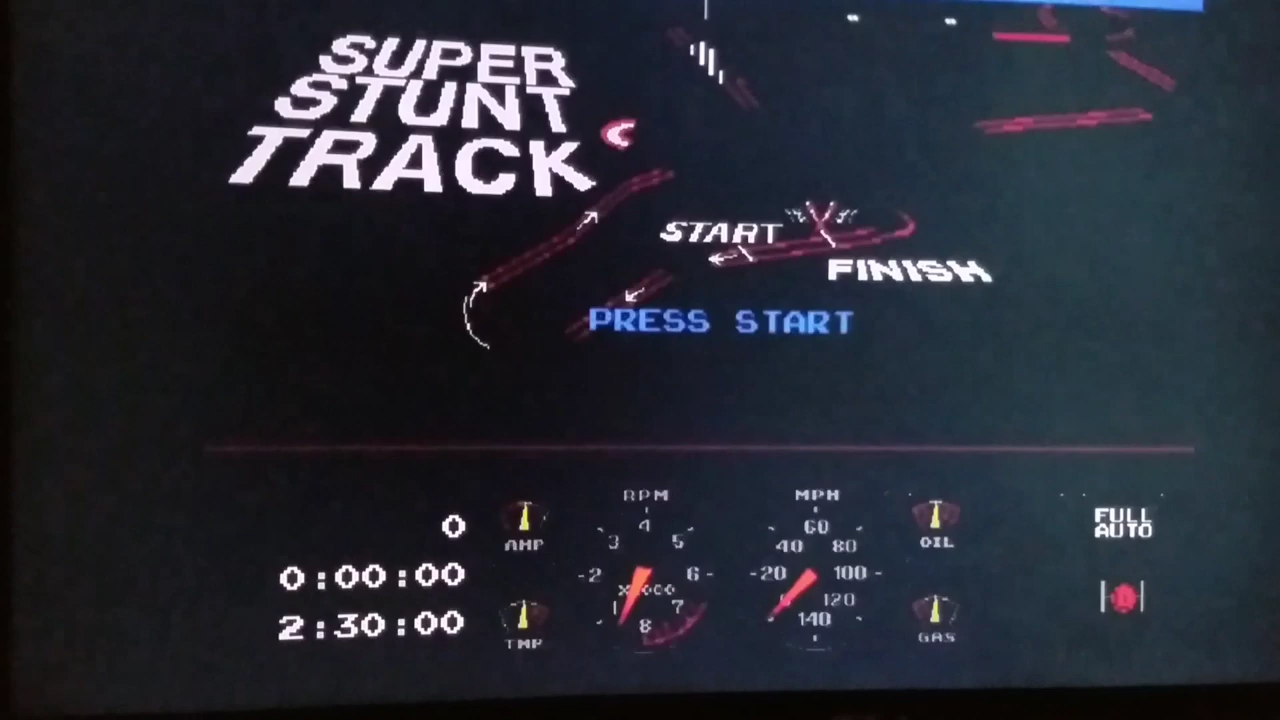 SUPER
STUNT
TRACK
START
FINISH
PRESS START
RPM
MPH
0
AMP
3
4
5
2
6
1
7
8
60
40
80
20
100
120
140
OIL
FULL
AUTO
0:00:00
2:30:00
TMP
GAS